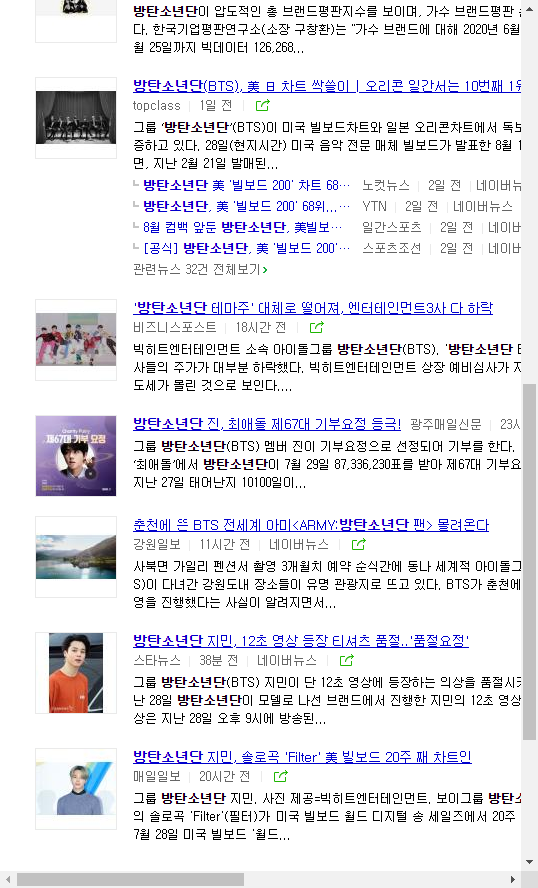 방탄소년단이 압도적인 총 브랜드평판지수를 보이며, 가수 브랜드평판
다. 한국기업평판연구소(소장 구창환)는 "가수 브랜드에 대해 2020년 6월
월 25일까지 빅데이터 126,268...
방탄소년단(BTS), 美 日 차트 싹쓸이 | 오리콘 일간서는 10번째 1위
topclass 1일 전
그룹 '방탄소년단'(BTS)이 미국 빌보드차트와 일본 오리콘차트에서 독보
증하고 있다. 28일(현지시간) 미국 음악 전문 매체 빌보드가 발표한 8월 1
면, 지난 2월 21일 발매된...
방탄소년단 美 '빌보드 200' 차트 68… 노컷뉴스 2일 전 네이버뉴
방탄소년단, 美 '빌보드 200' 68위,… YTN 2일 전 네이버뉴스
8월 컴백 앞둔 방탄소년단, 美빌보… 일간스포츠 2일 전 네이버
[공식] 방탄소년단, 美 '빌보드 200'… 스포츠조선 2일 전 네이버
관련뉴스 32건 전체보기
'방탄소년단 테마주' 대체로 떨어져, 엔터테인먼트3사 다 하락
비즈니스포스트 18시간 전
빅히트엔터테인먼트 소속 아이돌그룹 방탄소년단(BTS), '방탄소년단
사들의 주가가 대부분 하락했다. 빅히트엔터테인먼트 상장 예비심사가 지
도세가 몰린 것으로 보인다....
Charity Fairy
제67대 기부 요정
방탄소년단 진, 최애돌 제67대 기부요정 등극! 광주매일신문 23시
그룹 방탄소년단(BTS) 멤버 진이 기부요정으로 선정되어 기부를 한다.
'최애돌'에서 방탄소년단이 7월 29일 87,336,230표를 받아 제67대 기부요
지난 27일 태어난지 10100일이...
춘천에 뜬 BTS 전세계 아미<ARMY:방탄소년단 팬> 몰려온다
강원일보 11시간 전 네이버뉴스
사북면 가일리 펜션서 촬영 3개월치 예약 순식간에 동나 세계적 아이돌그
S)이 다녀간 강원도내 장소들이 유명 관광지로 뜨고 있다. BTS가 춘천에
영을 진행했다는 사실이 알려지면서...
방탄소년단 지민, 12초 영상 등장 티셔츠 품절..'품절요정'
스타뉴스 38분 전 네이버뉴스
그룹 방탄소년단(BTS) 지민이 단 12초 영상에 등장하는 의상을 품절시키
난 28일 방탄소년단이 모델로 나선 브랜드에서 진행한 지민의 12초 영상
상은 지난 28일 오후 9시에 방송된...
방탄소년단 지민, 솔로곡 'Filter' 美 빌보드 20주 째 차트인
매일일보 20시간 전
그룹 방탄소년단 지민. 사진 제공=빅히트엔터테인먼트. 보이그룹 방탄소
의 솔로곡 'Filter'(필터)가 미국 빌보드 월드 디지털 송 세일즈에서 20주
7월 28일 미국 빌보드 '월드...